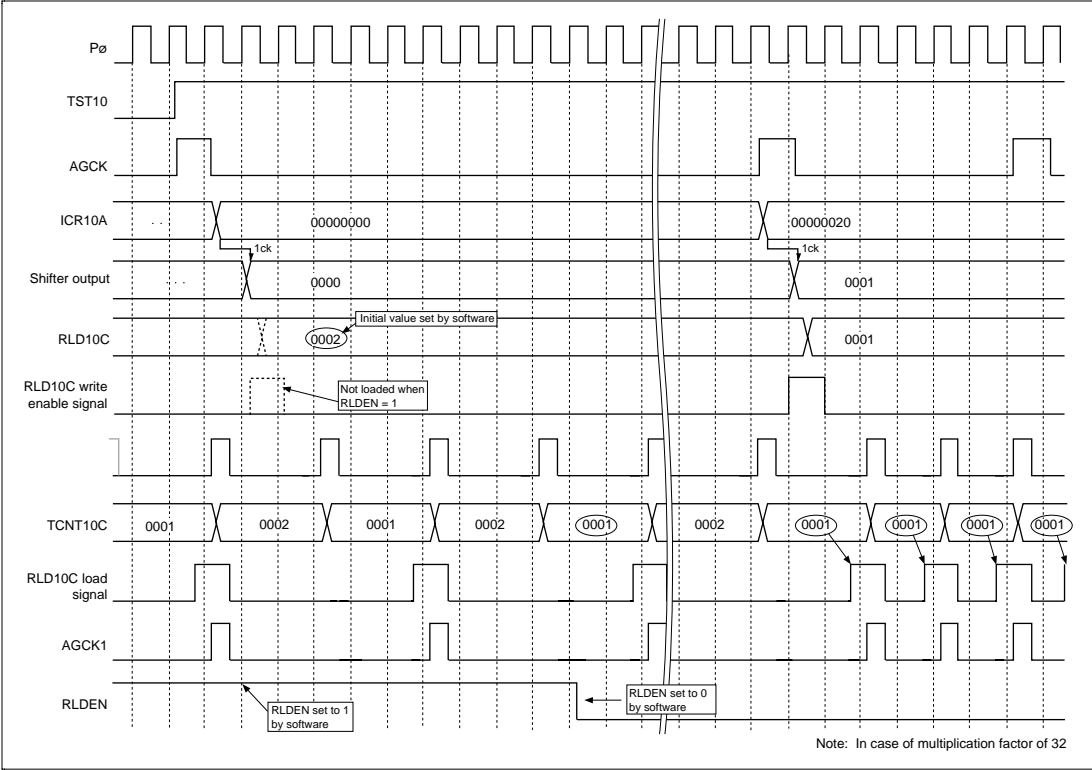 Pø
TST10
AGCK
ICR10A
. .
00000000
00000020
1ck
1ck
Shifter output
. . .
0000
0001
Initial value set by software
RLD10C
0002
0001
RLD10C write
enable signal
Not loaded when
RLDEN = 1
TCNT10C
0001
0002
0001
0002
0001
0002
0001
0001
0001
0001
RLD10C load
signal
AGCK1
RLDEN
RLDEN set to 1
by software
RLDEN set to 0
by software
Note: In case of multiplication factor of 32